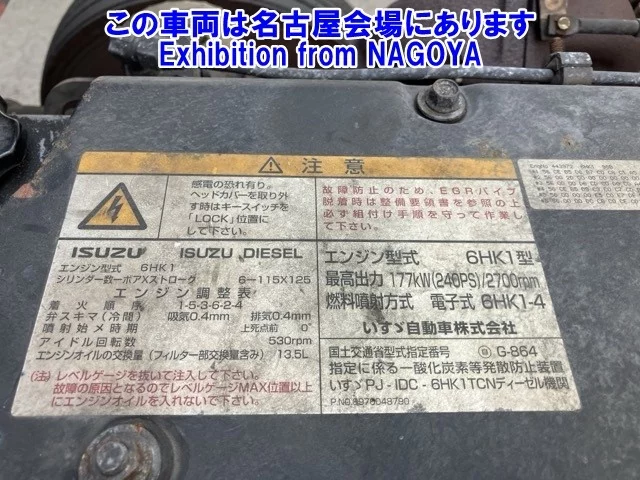 この車両は名古屋会場にあります
Exhibition from NAGOYA
注意
感電の恐れ有り。
ヘッドカバーを取り外
す時はキースイッチを
「LOCK」位置に
して下さい。
故障防止のため、EGRパイプ
脱着時は整備要領書を参照の上
必ず組付け手順を守って作業し
て下さい。
ISUZU ISUZU DIESEL
エンジン型式 6HK1
シリンダー数ーボアXストローク 6-115X125
エンジン調整表
着火順序 1-5-3-6-2-4
弁スキマ(冷間) 吸気0.4mm 排気0.4mm
噴射始メ時期 上死点前 0°
アイドル回転数 530rpm
エンジンオイルの交換量(フィルター部交換量含み) 13.5L
(注)レベルゲージを抜いて注入して下さい。
故障の原因となるのでレベルゲージMAX位置以上
にエンジンオイルを入れないで下さい。
エンジン型式 6HK1型
最高出力 177kW(240PS)/2700rpm
燃料噴射方式 電子式 6HK1-4
いすゞ自動車株式会社
国土交通省型式指定番号 G-864
指定に係る一酸化炭素等発散防止装置
いすゞPJ-IDC-6HK1TCNディーゼル機関
P.NO.8976048790